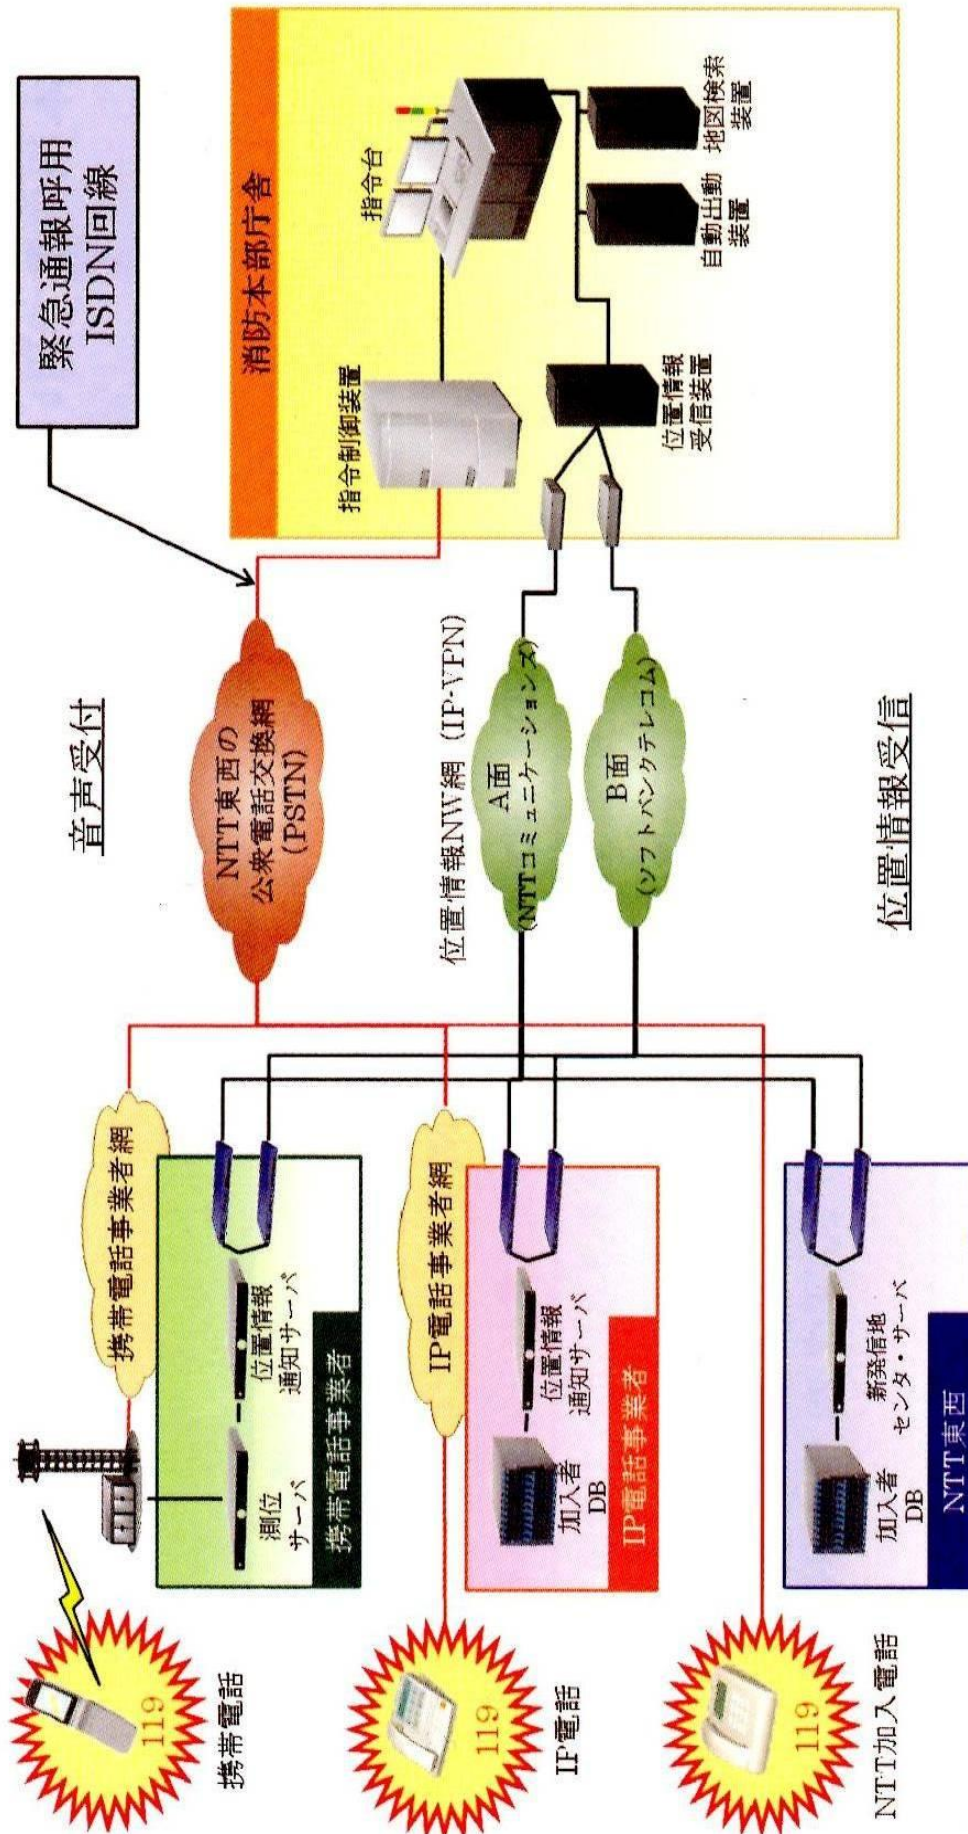 緊急通報呼用
ISDN回線
音声受付
消防本部庁舎
指令台
指令制御装置
地図検索
装置
自動出動
装置
位置情報
受信装置
NTT東西の
公衆電話交換網
(PSTN)
位置情報NW網 (IP-VPN)
A面
(NTTコミュニケーションズ)
B面
(ソフトバンクテレコム)
位置情報受信
携帯電話事業者網
位置情報
通知サーバ
測位
サーバ
携帯電話事業者
IP電話事業者網
位置情報
通知サーバ
加入者
DB
IP電話事業者
新発信地
センタ・サーバ
加入者
DB
NTT東西
119
携帯電話
119
IP電話
119
NTT加入電話